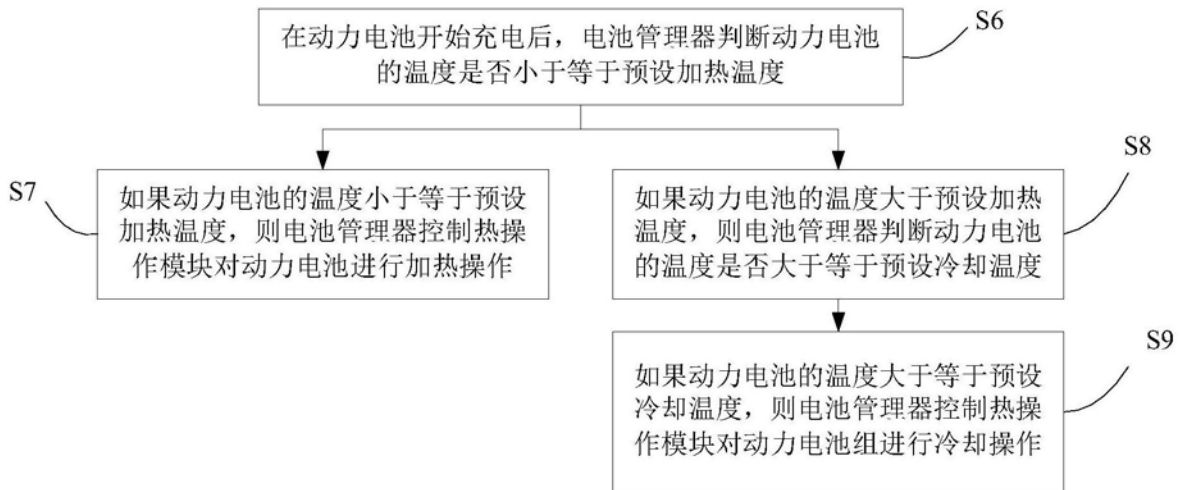 在动力电池开始充电后，电池管理器判断动力电池
的温度是否小于等于预设加热温度
S6
S7
如果动力电池的温度小于等于预设
加热温度，则电池管理器控制热操
作模块对动力电池进行加热操作
如果动力电池的温度大于预设加热
温度，则电池管理器判断动力电池
的温度是否大于等于预设冷却温度
S8
如果动力电池的温度大于等于预设
冷却温度，则电池管理器控制热操
作模块对动力电池组进行冷却操作
S9